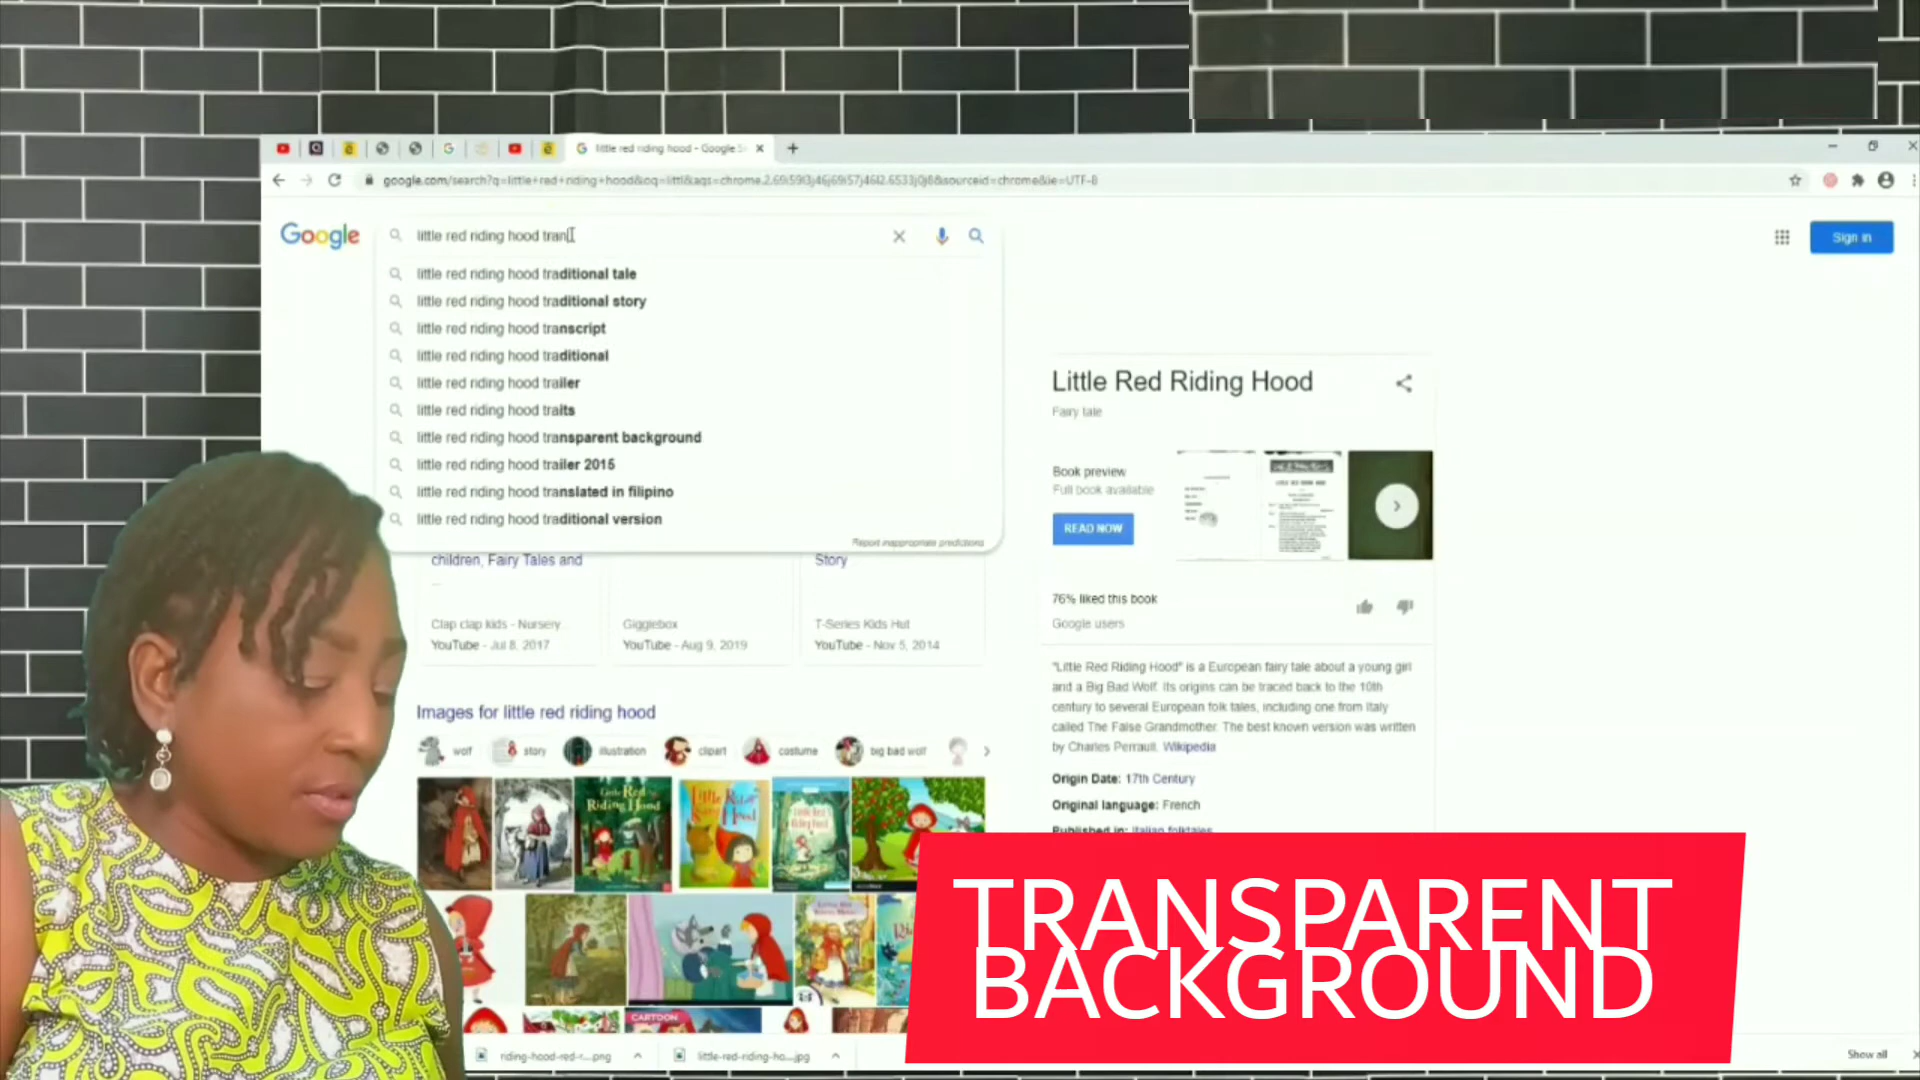 little red riding hood - Google S
google.com/search?q=little+red+riding+hood&oq=littl&aqs=chrome.2.69i59l3j46j69i57j46l2.6533j0j8&sourceid=chrome&ie=UTF-8
Google
little red riding hood tran
Sign in
little red riding hood traditional tale
little red riding hood traditional story
little red riding hood transcript
little red riding hood traditional
little red riding hood trailer
little red riding hood traits
little red riding hood transparent background
little red riding hood trailer 2015
little red riding hood translated in filipino
little red riding hood traditional version
Report inappropriate predictions
children, Fairy Tales and
...
Story
Clap clap kids - Nursery
Gigglebox
T-Series Kids Hut
YouTube - Jul 8, 2017
YouTube - Aug 9, 2019
YouTube - Nov 5, 2014
Images for little red riding hood
wolf
story
illustration
clipart
costume
big bad wolf
Little Red
Riding Hood
CARTOON
Little Red Riding Hood
Fairy tale
Book preview
Full book available
READ NOW
76% liked this book
Google users
"Little Red Riding Hood" is a European fairy tale about a young girl
and a Big Bad Wolf. Its origins can be traced back to the 10th
century to several European folk tales, including one from Italy
called The False Grandmother. The best known version was written
by Charles Perrault. Wikipedia
Origin Date: 17th Century
Original language: French
Published in: Italian folktales
TRANSPARENT
BACKGROUND
riding-hood-red-r....png
little-red-riding-ho....jpg
Show all